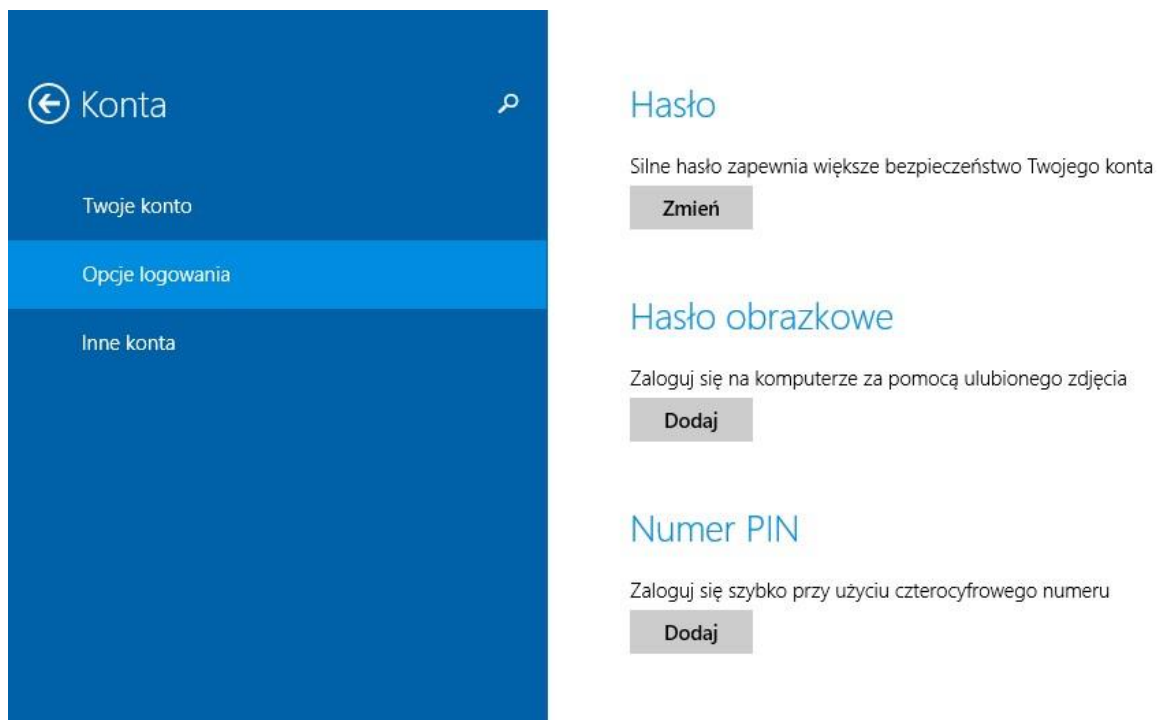 Konta
Twoje konto
Opcje logowania
Inne konta
Hasło
Silne hasło zapewnia większe bezpieczeństwo Twojego konta
Zmień
Hasło obrazkowe
Zaloguj się na komputerze za pomocą ulubionego zdjęcia
Dodaj
Numer PIN
Zaloguj się szybko przy użyciu czterocyfrowego numeru
Dodaj